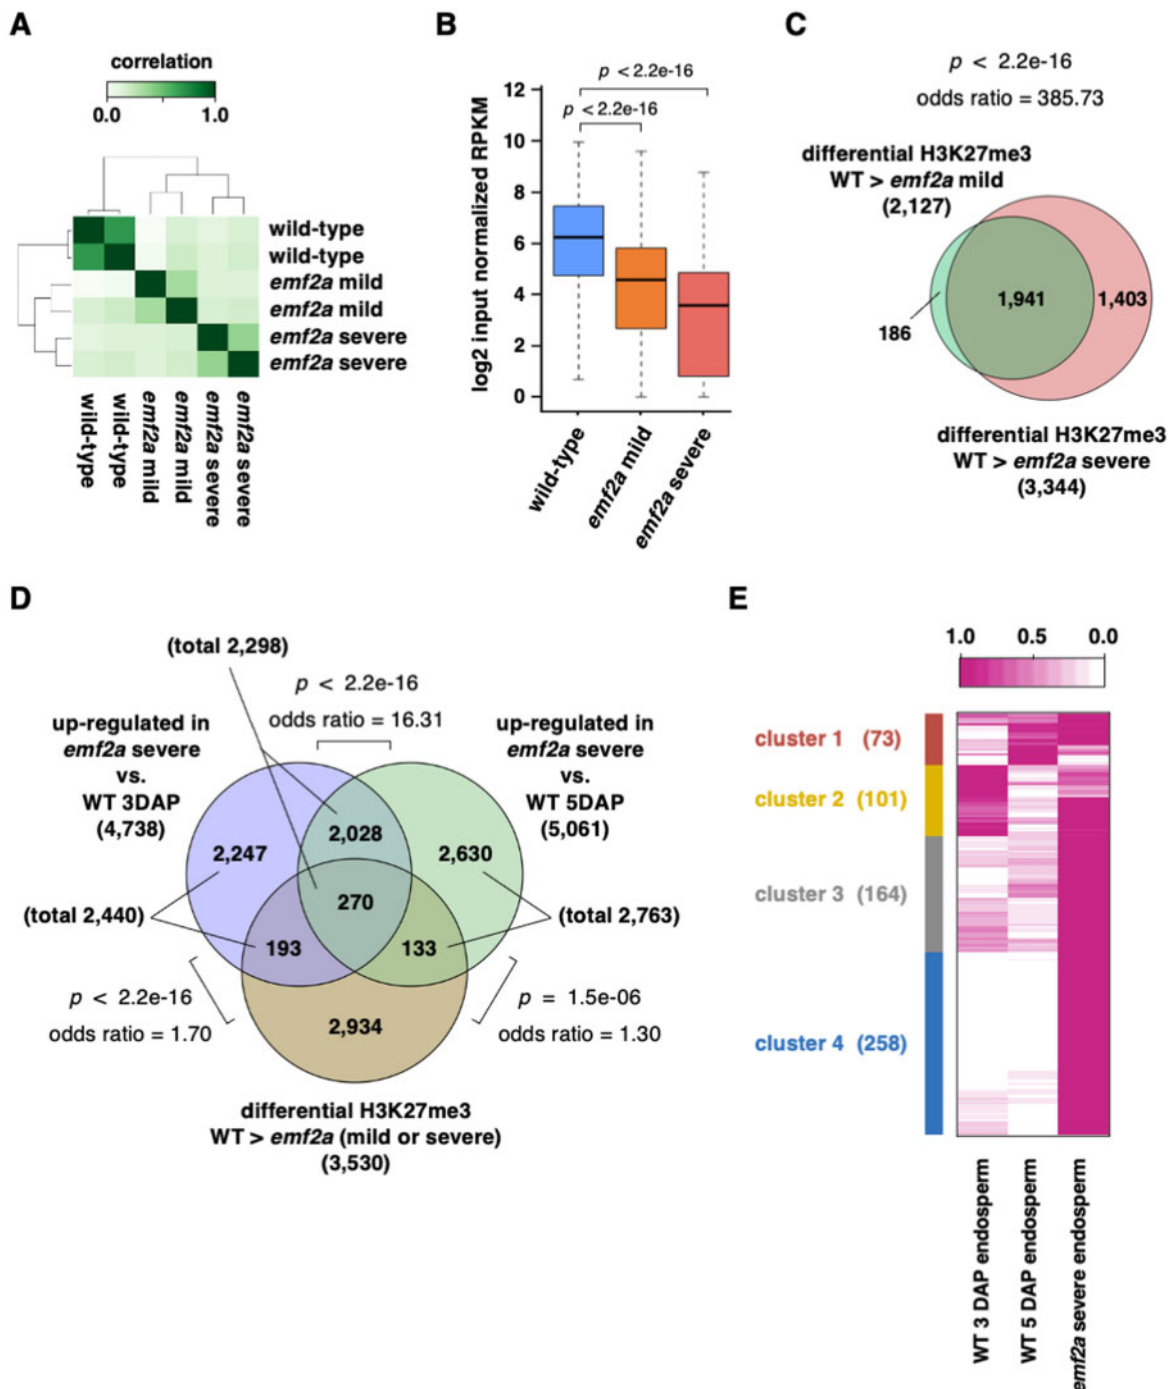 A
correlation
0.0
1.0
wild-type
wild-type
emf2a mild
emf2a mild
emf2a severe
emf2a severe
wild-type
wild-type
emf2a mild
emf2a mild
emf2a severe
emf2a severe
B
p < 2.2e-16
p < 2.2e-16
log2 input normalized RPKM
12
10
8
6
4
2
0
wild-type
emf2a mild
emf2a severe
C
p < 2.2e-16
odds ratio = 385.73
differential H3K27me3
WT > emf2a mild
(2,127)
1,941
1,403
186
differential H3K27me3
WT > emf2a severe
(3,344)
D
(total 2,298)
p < 2.2e-16
odds ratio = 16.31
up-regulated in
emf2a severe
vs.
WT 3DAP
(4,738)
up-regulated in
emf2a severe
vs.
WT 5DAP
(5,061)
2,247
2,028
2,630
270
(total 2,440)
(total 2,763)
193
133
p < 2.2e-16
odds ratio = 1.70
p = 1.5e-06
odds ratio = 1.30
2,934
differential H3K27me3
WT > emf2a (mild or severe)
(3,530)
E
1.0
0.5
0.0
cluster 1 (73)
cluster 2 (101)
cluster 3 (164)
cluster 4 (258)
WT 3 DAP endosperm
WT 5 DAP endosperm
emf2a severe endosperm